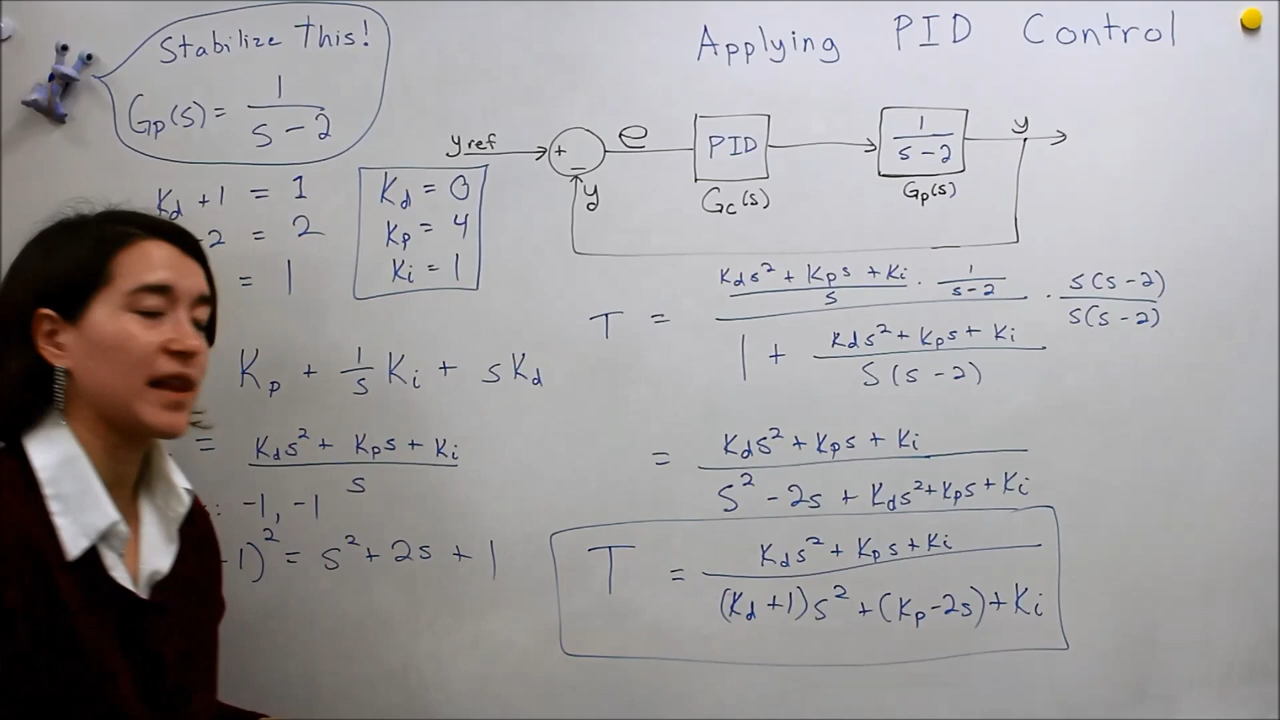 Stabilize This!
Gp(s) = 1/(s - 2)
Applying PID Control
yref
+
-
e
PID
Gc(s)
1/(s - 2)
Gp(s)
y
y
Kd + 1 = 1
-2 = 2
= 1
Kd = 0
Kp = 4
Ki = 1
Kp + 1/s Ki + sKd
= (Kds² + Kps + Ki)/s
: -1, -1
1)² = s² + 2s + 1
T = ((Kds² + Kps + Ki)/s · 1/(s-2))/(1 + (Kds² + Kps + Ki)/(s(s-2))) · (s(s-2))/(s(s-2))
= (Kds² + Kps + Ki)/(s² - 2s + Kds² + Kps + Ki)
T = (Kds² + Kps + Ki)/((Kd + 1)s² + (Kp - 2s) + Ki)